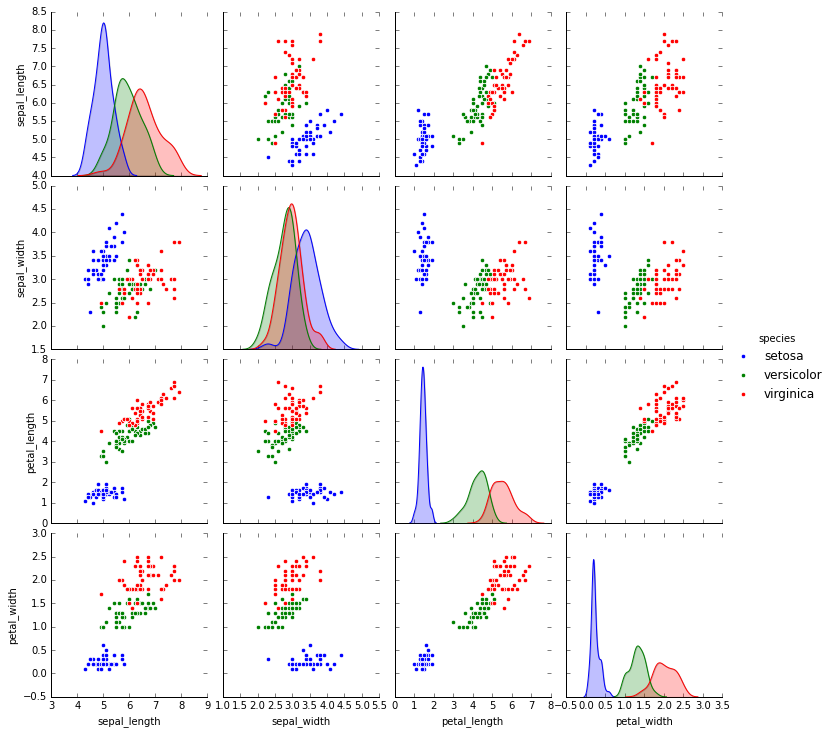 8.5
8.0
7.5
7.0
6.5
6.0
5.5
5.0
4.5
4.0
sepal_length
5.0
4.5
4.0
3.5
3.0
2.5
2.0
1.5
sepal_width
8
7
6
5
4
3
2
1
0
petal_length
3.0
2.5
2.0
1.5
1.0
0.5
0.0
−0.5
petal_width
3 4 5 6 7 8 9
1.0 1.5 2.0 2.5 3.0 3.5 4.0 4.5 5.0 5.5
0 1 2 3 4 5 6 7 8
−0.5 0.0 0.5 1.0 1.5 2.0 2.5 3.0 3.5
sepal_length
sepal_width
petal_length
petal_width
species
setosa
versicolor
virginica